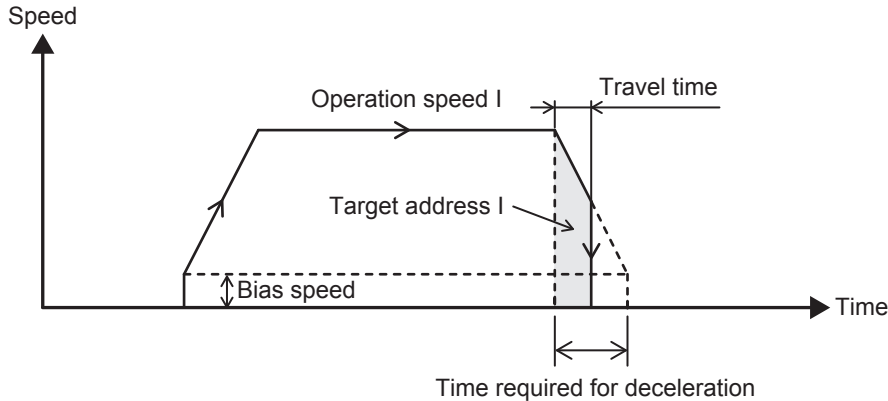 Speed
Travel time
Operation speed I
Target address I
Bias speed
Time
Time required for deceleration